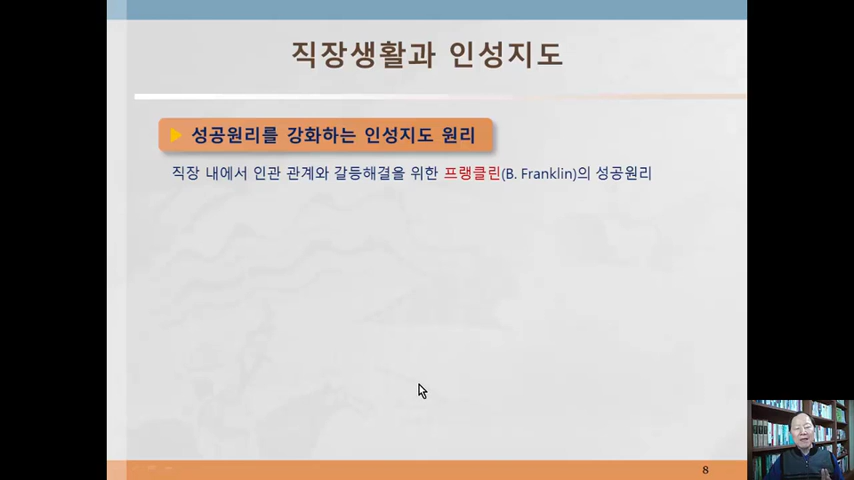 직장생활과 인성지도
성공원리를 강화하는 인성지도 원리
직장 내에서 인관 관계와 갈등해결을 위한 프랭클린(B. Franklin)의 성공원리
8